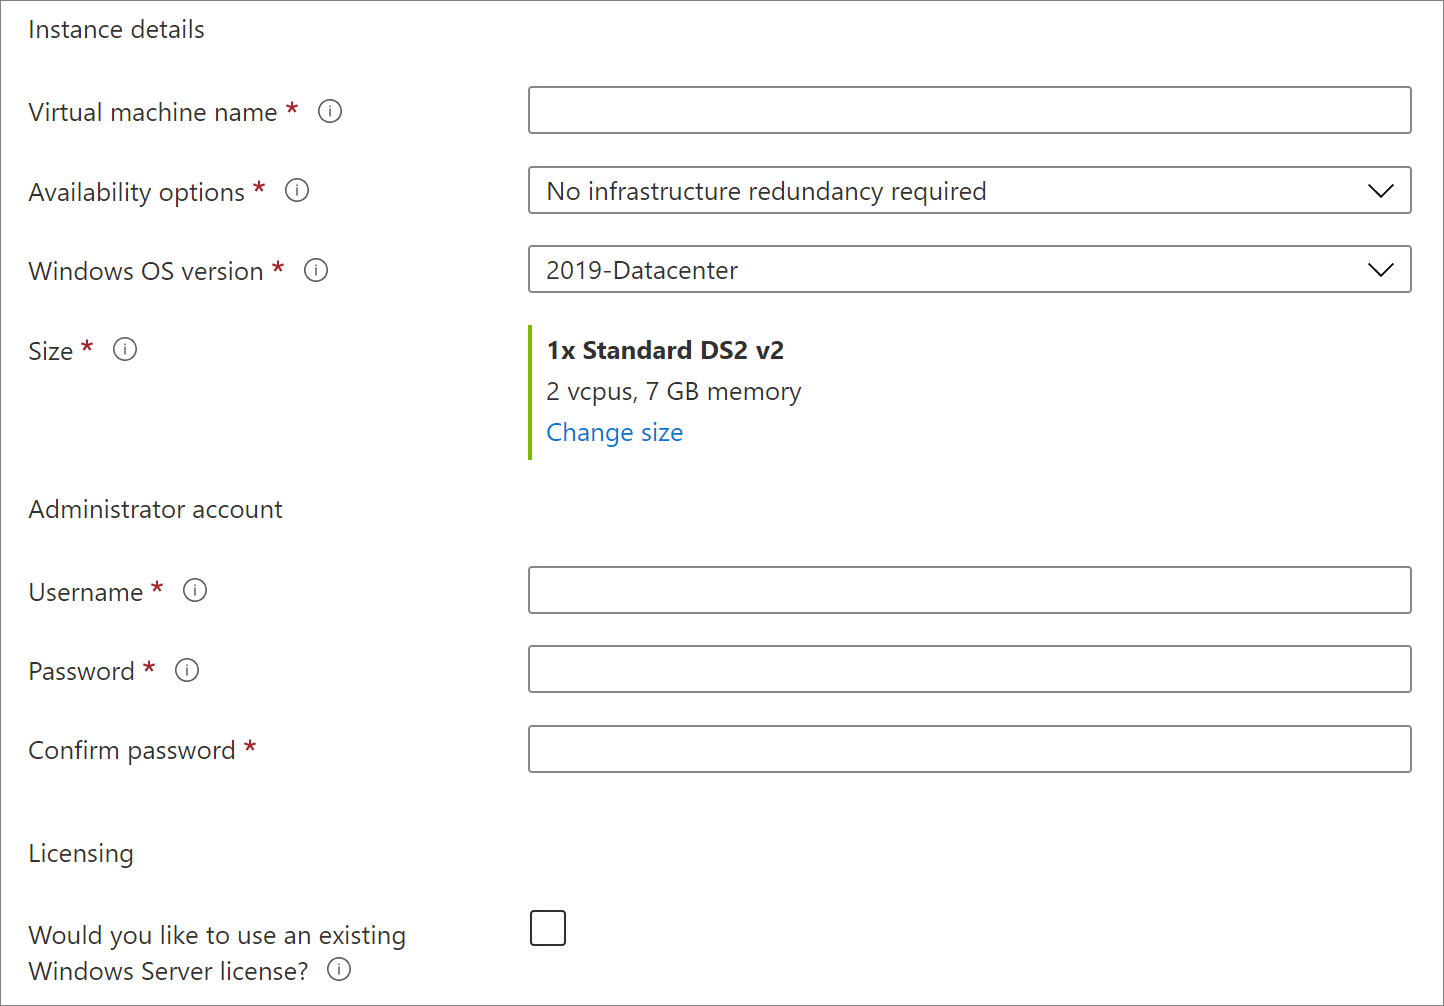 Instance details
Virtual machine name *
Availability options *
No infrastructure redundancy required
Windows OS version *
2019-Datacenter
Size *
1x Standard DS2 v2
2 vcpus, 7 GB memory
Change size
Administrator account
Username *
Password *
Confirm password *
Licensing
Would you like to use an existing
Windows Server license?